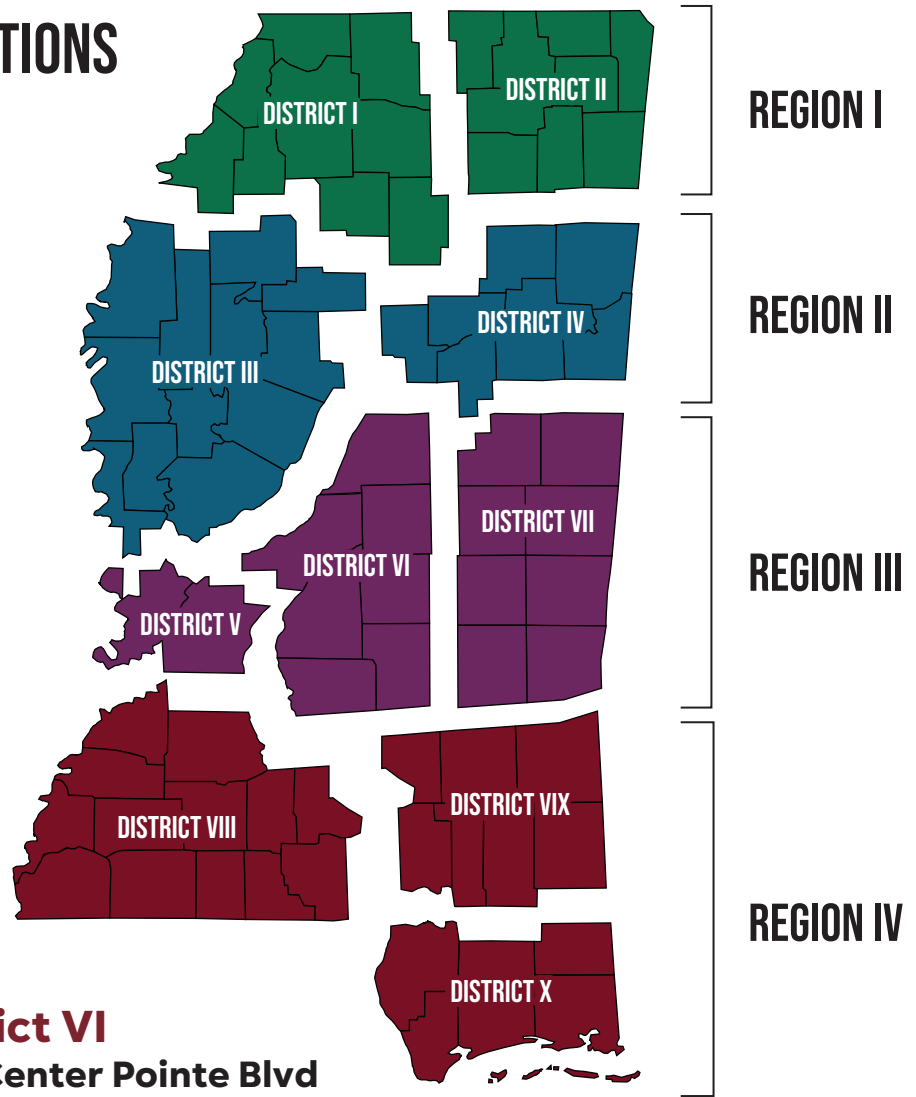 TIONS
DISTRICT I
DISTRICT II
REGION I
DISTRICT III
DISTRICT IV
REGION II
DISTRICT V
DISTRICT VI
DISTRICT VII
REGION III
DISTRICT VIII
DISTRICT VIX
DISTRICT X
REGION IV
ict VI
Center Pointe Blvd